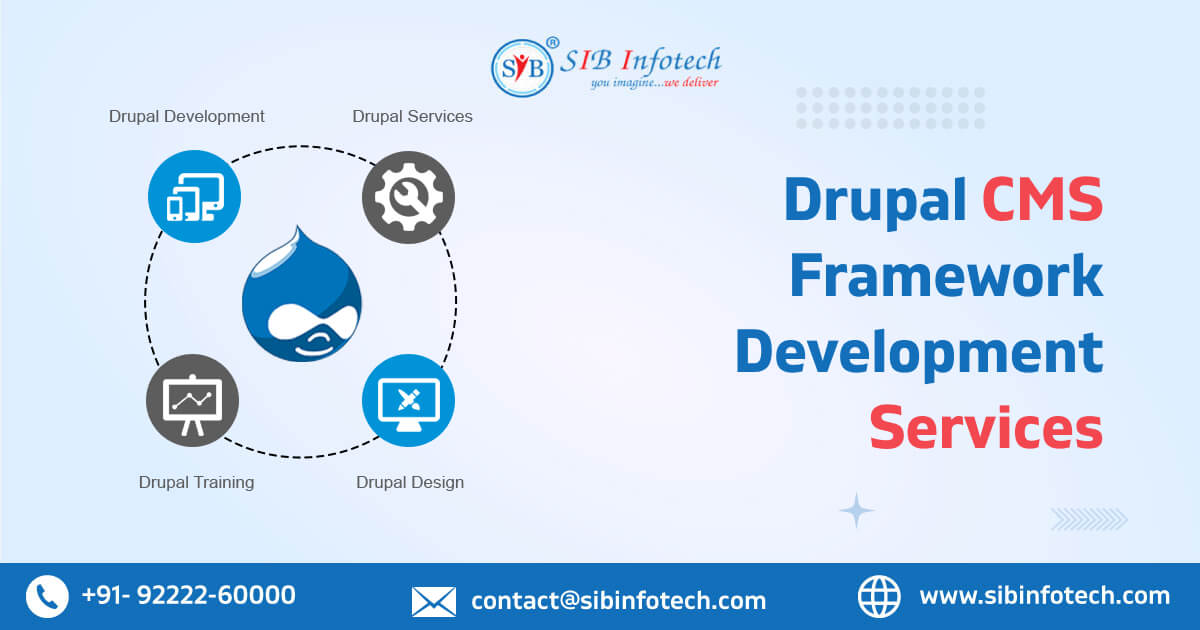 SIB
®
SIB Infotech
you imagine...we deliver
Drupal Development
Drupal Services
Drupal Training
Drupal Design
Drupal CMS
Framework
Development
Services
+91- 92222-60000
contact@sibinfotech.com
www.sibinfotech.com